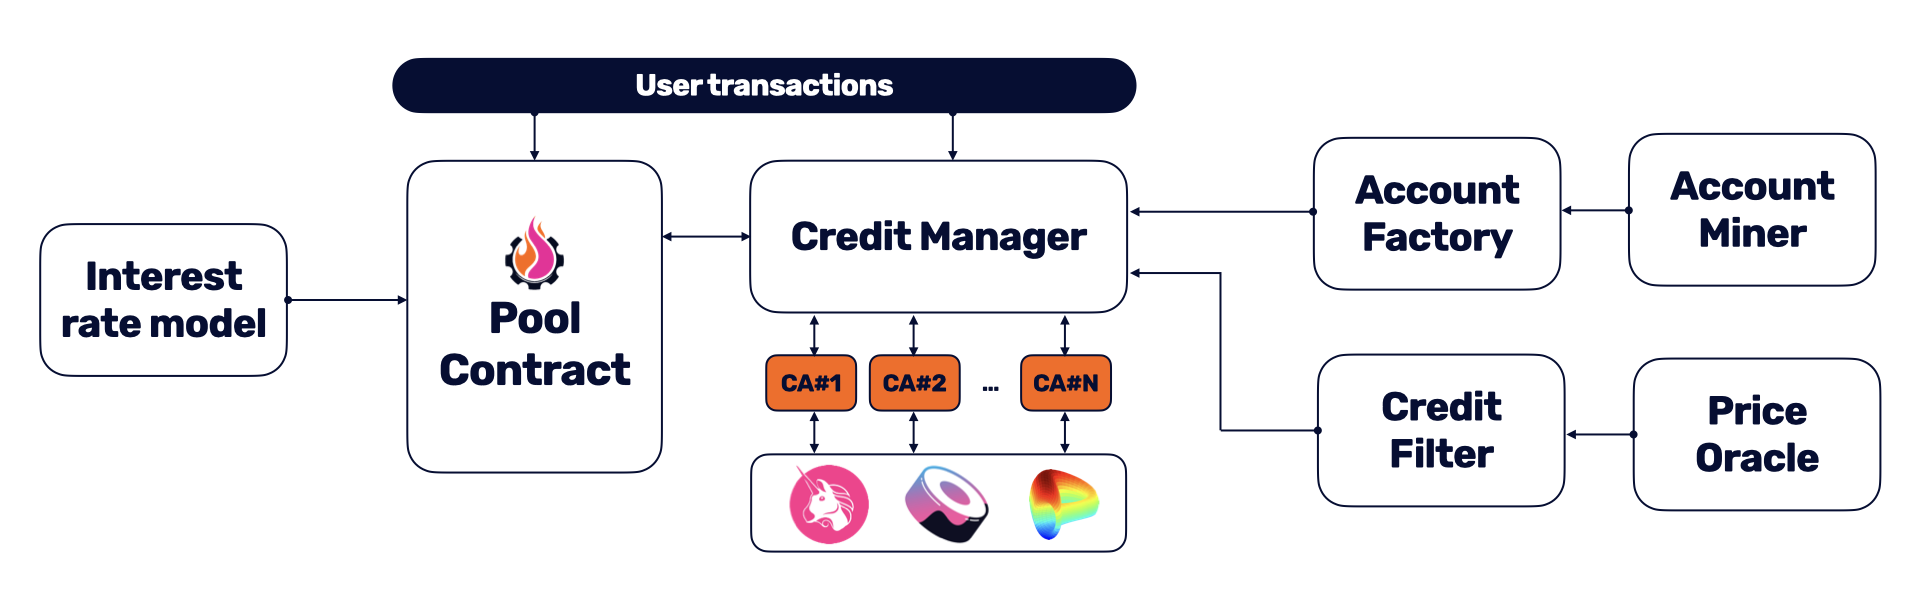 User transactions
Interest
rate model
Pool
Contract
Credit Manager
CA#1
CA#2
...
CA#N
Account
Factory
Account
Miner
Credit
Filter
Price
Oracle